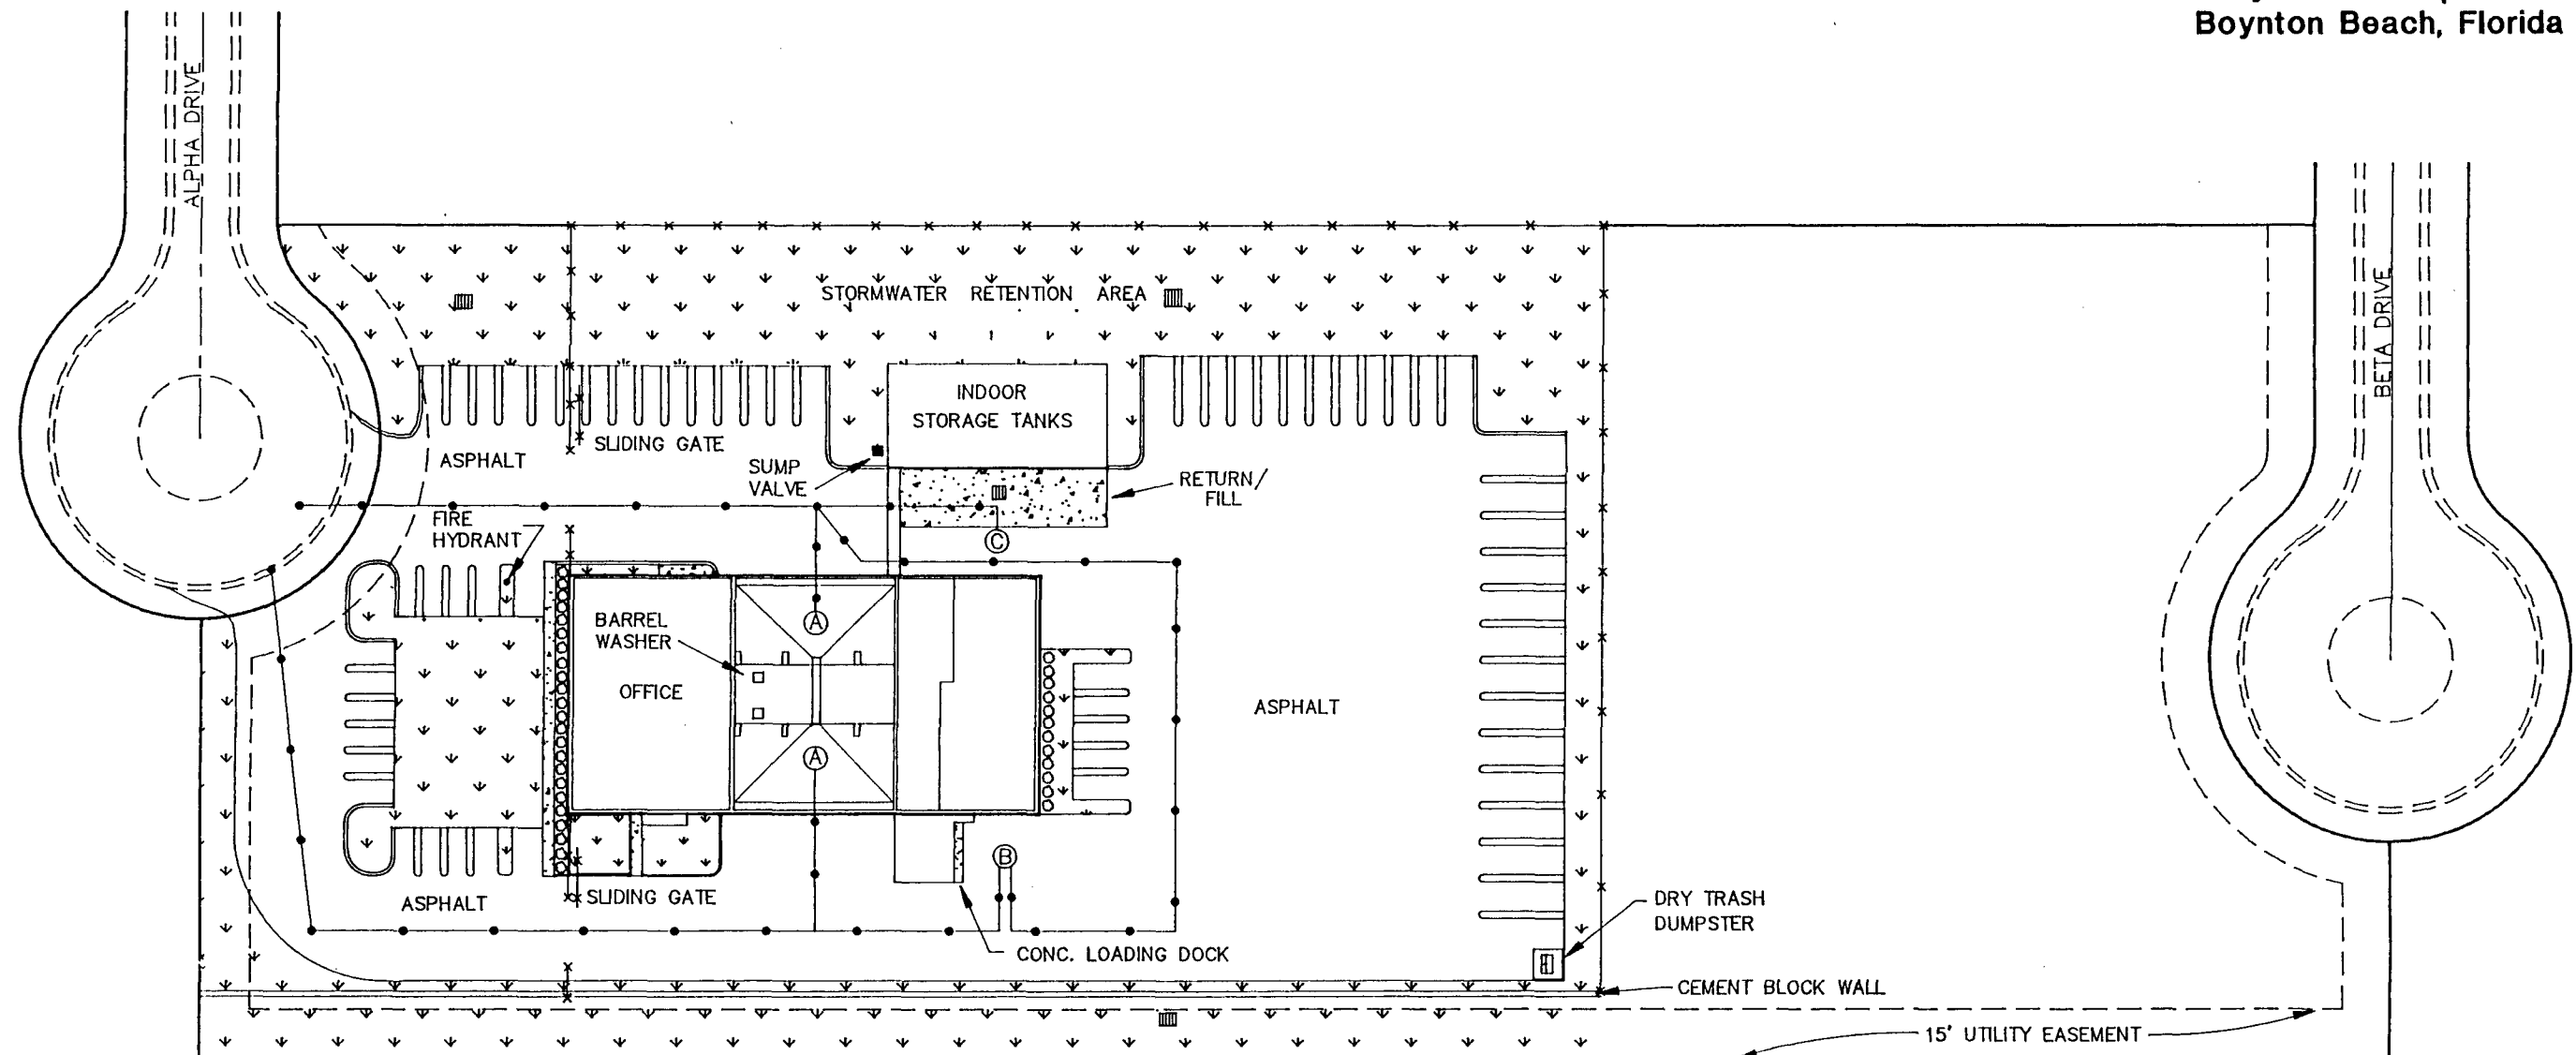 Boynton Beach, Florida
ALPHA DRIVE
BETA DRIVE
STORMWATER RETENTION AREA
INDOOR
STORAGE TANKS
SLIDING GATE
ASPHALT
SUMP
VALVE
RETURN/
FILL
FIRE
HYDRANT
C
BARREL
WASHER
A
OFFICE
ASPHALT
A
B
SLIDING GATE
ASPHALT
DRY TRASH
DUMPSTER
CONC. LOADING DOCK
CEMENT BLOCK WALL
15' UTILITY EASEMENT